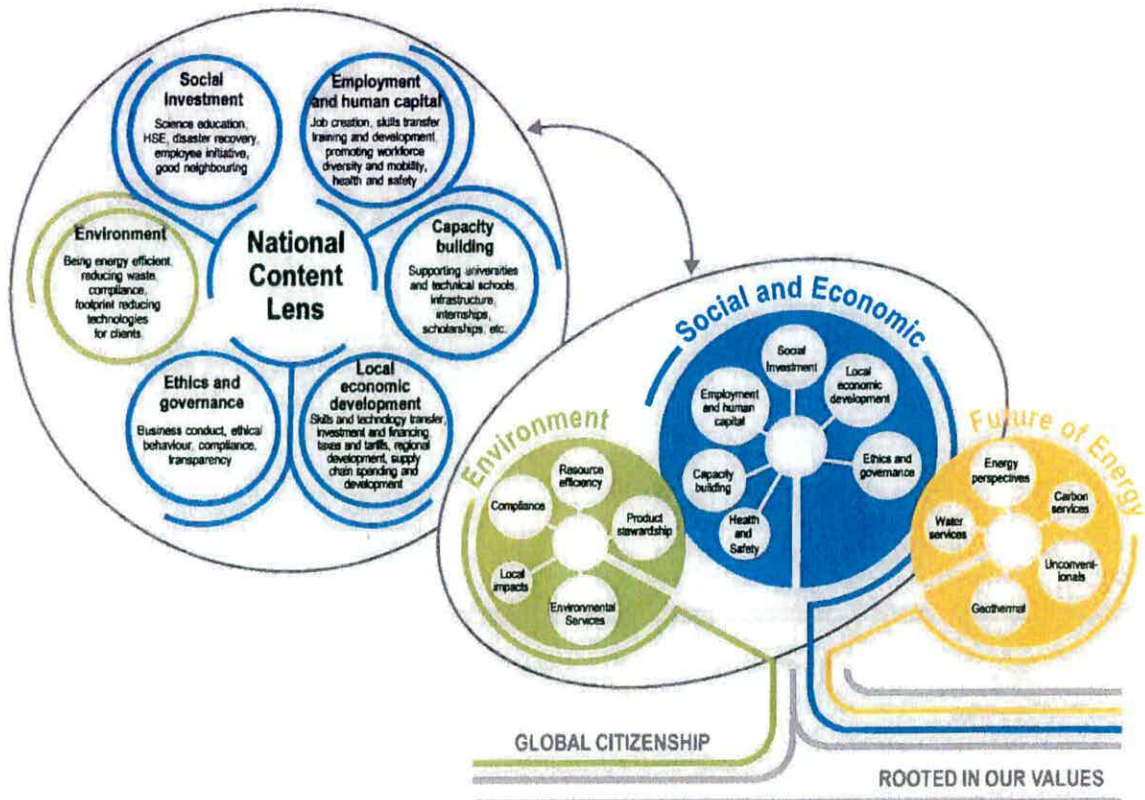 Social
investment
Science education,
HSE, disaster recovery,
employee initiative,
good neighbouring
Employment
and human capital
Job creation, skills transfer
training and development,
promoting workforce
diversity and mobility,
health and safety
Environment
Being energy efficient,
reducing waste,
compliance,
footprint reducing
technologies
for clients.
National
Content
Lens
Capacity
building
Supporting universities
and technical schools,
infrastructure,
internships,
scholarships, etc.
Ethics and
governance
Business conduct, ethical
behaviour, compliance,
transparency
Local
economic
development
Skills and technology transfer,
investment and financing
taxes and tariffs, regional
development, supply
chain spending and
development
Social and Economic
Social
Investment
Local
economic
development
Employment
and human
capital
Ethics and
governance
Capacity
building
Health
and
Safety
Environment
Resource
efficiency
Compliance
Product
stewardship
Local
impacts
Environmental
Services
Future of Energy
Energy
perspectives
Carbon
services
Water
services
Unconvent-
ionals
Geothermal
GLOBAL CITIZENSHIP
ROOTED IN OUR VALUES